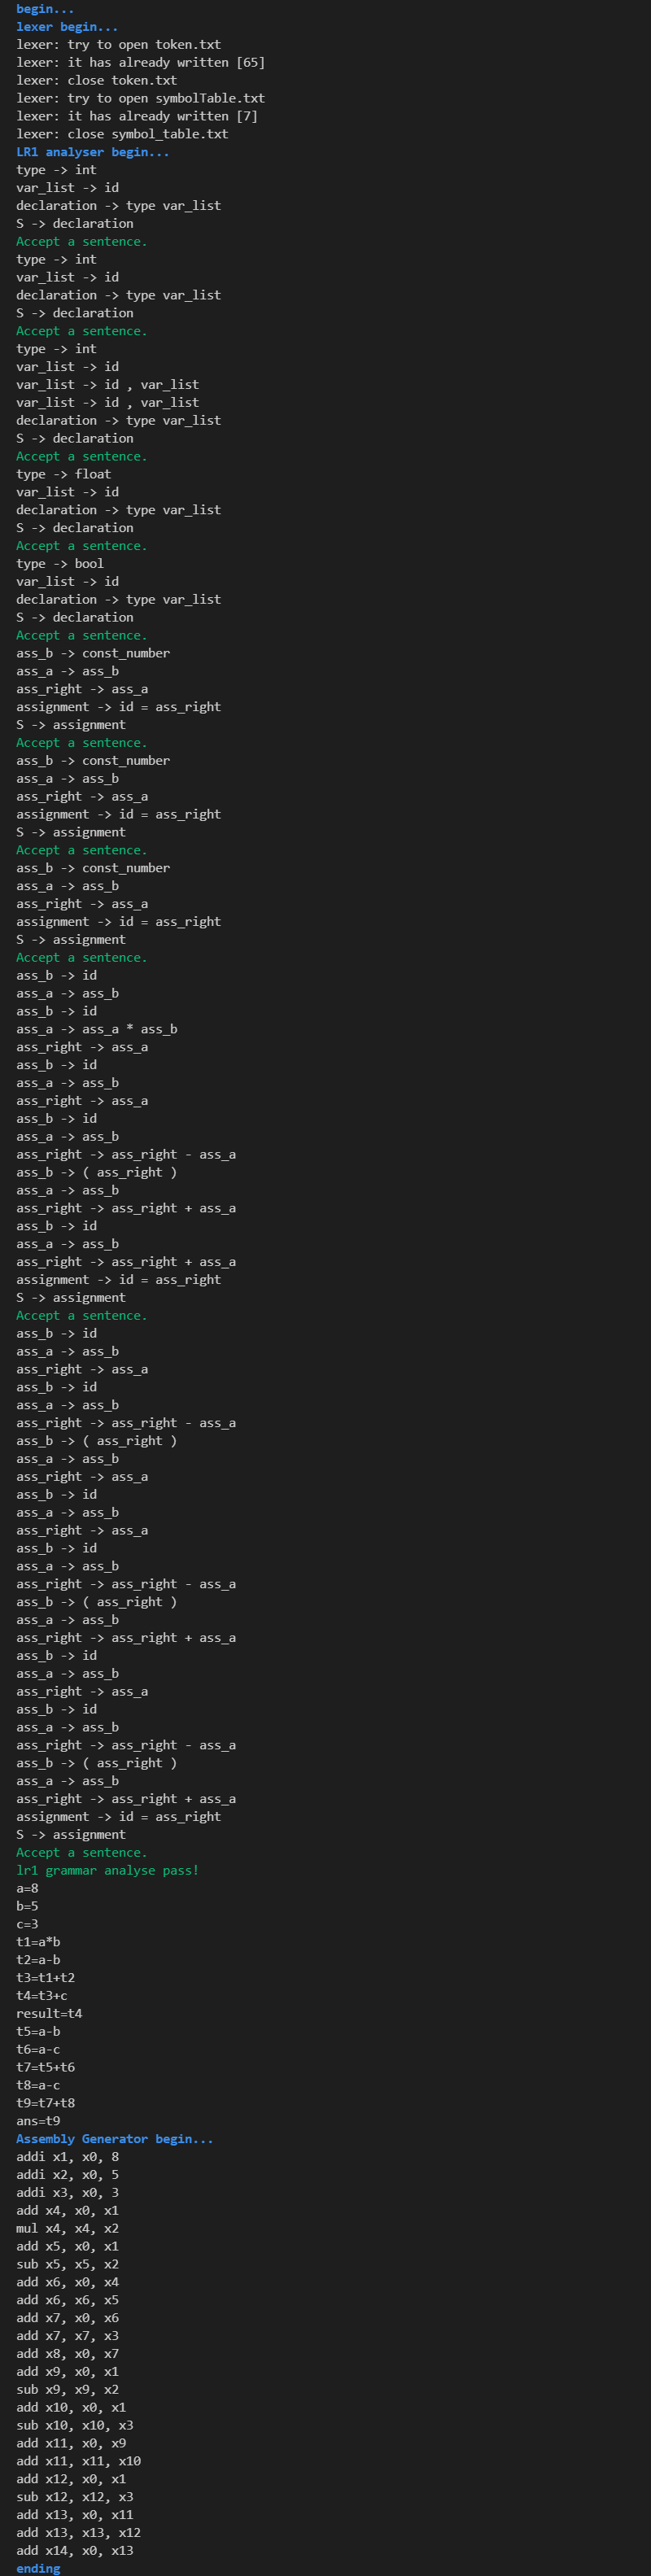 begin...
lexer begin...
lexer: try to open token.txt
lexer: it has already written [65]
lexer: close token.txt
lexer: try to open symbolTable.txt
lexer: it has already written [7]
lexer: close symbol_table.txt
LR1 analyser begin...
type -> int
var_list -> id
declaration -> type var_list
S -> declaration
Accept a sentence.
type -> int
var_list -> id
declaration -> type var_list
S -> declaration
Accept a sentence.
type -> int
var_list -> id
var_list -> id , var_list
var_list -> id , var_list
declaration -> type var_list
S -> declaration
Accept a sentence.
type -> float
var_list -> id
declaration -> type var_list
S -> declaration
Accept a sentence.
type -> bool
var_list -> id
declaration -> type var_list
S -> declaration
Accept a sentence.
ass_b -> const_number
ass_a -> ass_b
ass_right -> ass_a
assignment -> id = ass_right
S -> assignment
Accept a sentence.
ass_b -> const_number
ass_a -> ass_b
ass_right -> ass_a
assignment -> id = ass_right
S -> assignment
Accept a sentence.
ass_b -> const_number
ass_a -> ass_b
ass_right -> ass_a
assignment -> id = ass_right
S -> assignment
Accept a sentence.
ass_b -> id
ass_a -> ass_b
ass_b -> id
ass_a -> ass_a * ass_b
ass_right -> ass_a
ass_b -> id
ass_a -> ass_b
ass_right -> ass_a
ass_b -> id
ass_a -> ass_b
ass_right -> ass_right - ass_a
ass_b -> ( ass_right )
ass_a -> ass_b
ass_right -> ass_right + ass_a
ass_b -> id
ass_a -> ass_b
ass_right -> ass_right + ass_a
assignment -> id = ass_right
S -> assignment
Accept a sentence.
ass_b -> id
ass_a -> ass_b
ass_right -> ass_a
ass_b -> id
ass_a -> ass_b
ass_right -> ass_right - ass_a
ass_b -> ( ass_right )
ass_a -> ass_b
ass_right -> ass_a
ass_b -> id
ass_a -> ass_b
ass_right -> ass_a
ass_b -> id
ass_a -> ass_b
ass_right -> ass_right - ass_a
ass_b -> ( ass_right )
ass_a -> ass_b
ass_right -> ass_right + ass_a
ass_b -> id
ass_a -> ass_b
ass_right -> ass_a
ass_b -> id
ass_a -> ass_b
ass_right -> ass_right - ass_a
ass_b -> ( ass_right )
ass_a -> ass_b
ass_right -> ass_right + ass_a
assignment -> id = ass_right
S -> assignment
Accept a sentence.
lr1 grammar analyse pass!
a=8
b=5
c=3
t1=a*b
t2=a-b
t3=t1+t2
t4=t3+c
result=t4
t5=a-b
t6=a-c
t7=t5+t6
t8=a-c
t9=t7+t8
ans=t9
Assembly Generator begin...
addi x1, x0, 8
addi x2, x0, 5
addi x3, x0, 3
add x4, x0, x1
mul x4, x4, x2
add x5, x0, x1
sub x5, x5, x2
add x6, x0, x4
add x6, x6, x5
add x7, x0, x6
add x7, x7, x3
add x8, x0, x7
add x9, x0, x1
sub x9, x9, x2
add x10, x0, x1
sub x10, x10, x3
add x11, x0, x9
add x11, x11, x10
add x12, x0, x1
sub x12, x12, x3
add x13, x0, x11
add x13, x13, x12
add x14, x0, x13
ending